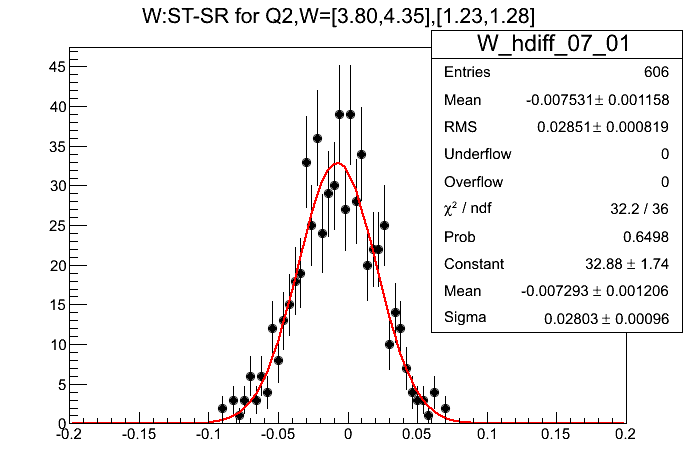 W:ST-SR for Q2,W=[3.80,4.35],[1.23,1.28]
W_hdiff_07_01
Entries 606
Mean -0.007531± 0.001158
RMS 0.02851± 0.000819
Underflow 0
Overflow 0
χ² / ndf 32.2 / 36
Prob 0.6498
Constant 32.88 ± 1.74
Mean -0.007293 ± 0.001206
Sigma 0.02803 ± 0.00096
45
40
35
30
25
20
15
10
5
0
-0.2 -0.15 -0.1 -0.05 0 0.05 0.1 0.15 0.2